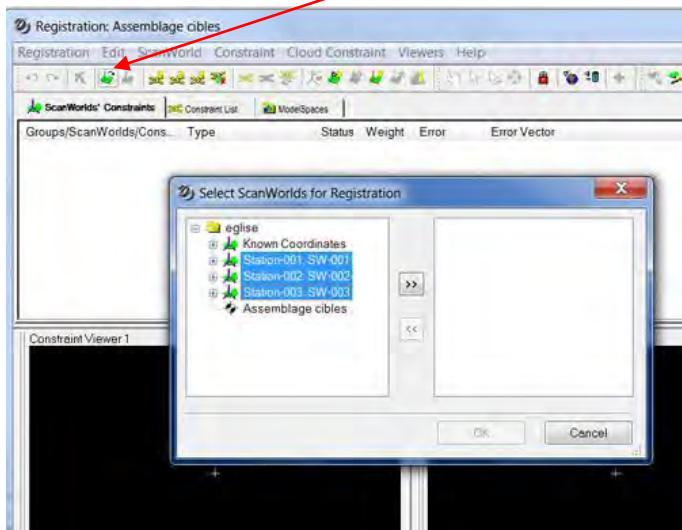 Registration: Assemblage cibles
Registration Edit ScanWorld Constraint Cloud Constraint Viewers Help
ScanWorlds' Constraints Constraint List ModelSpaces
Groups/ScanWorlds/Cons... Type Status Weight Error Error Vector
Select ScanWorlds for Registration
eglise
Known Coordinates
Station-001: SW-001
Station-002: SW-002
Station-003: SW-003
Assemblage cibles
>>
<<
OK Cancel
Constraint Viewer 1